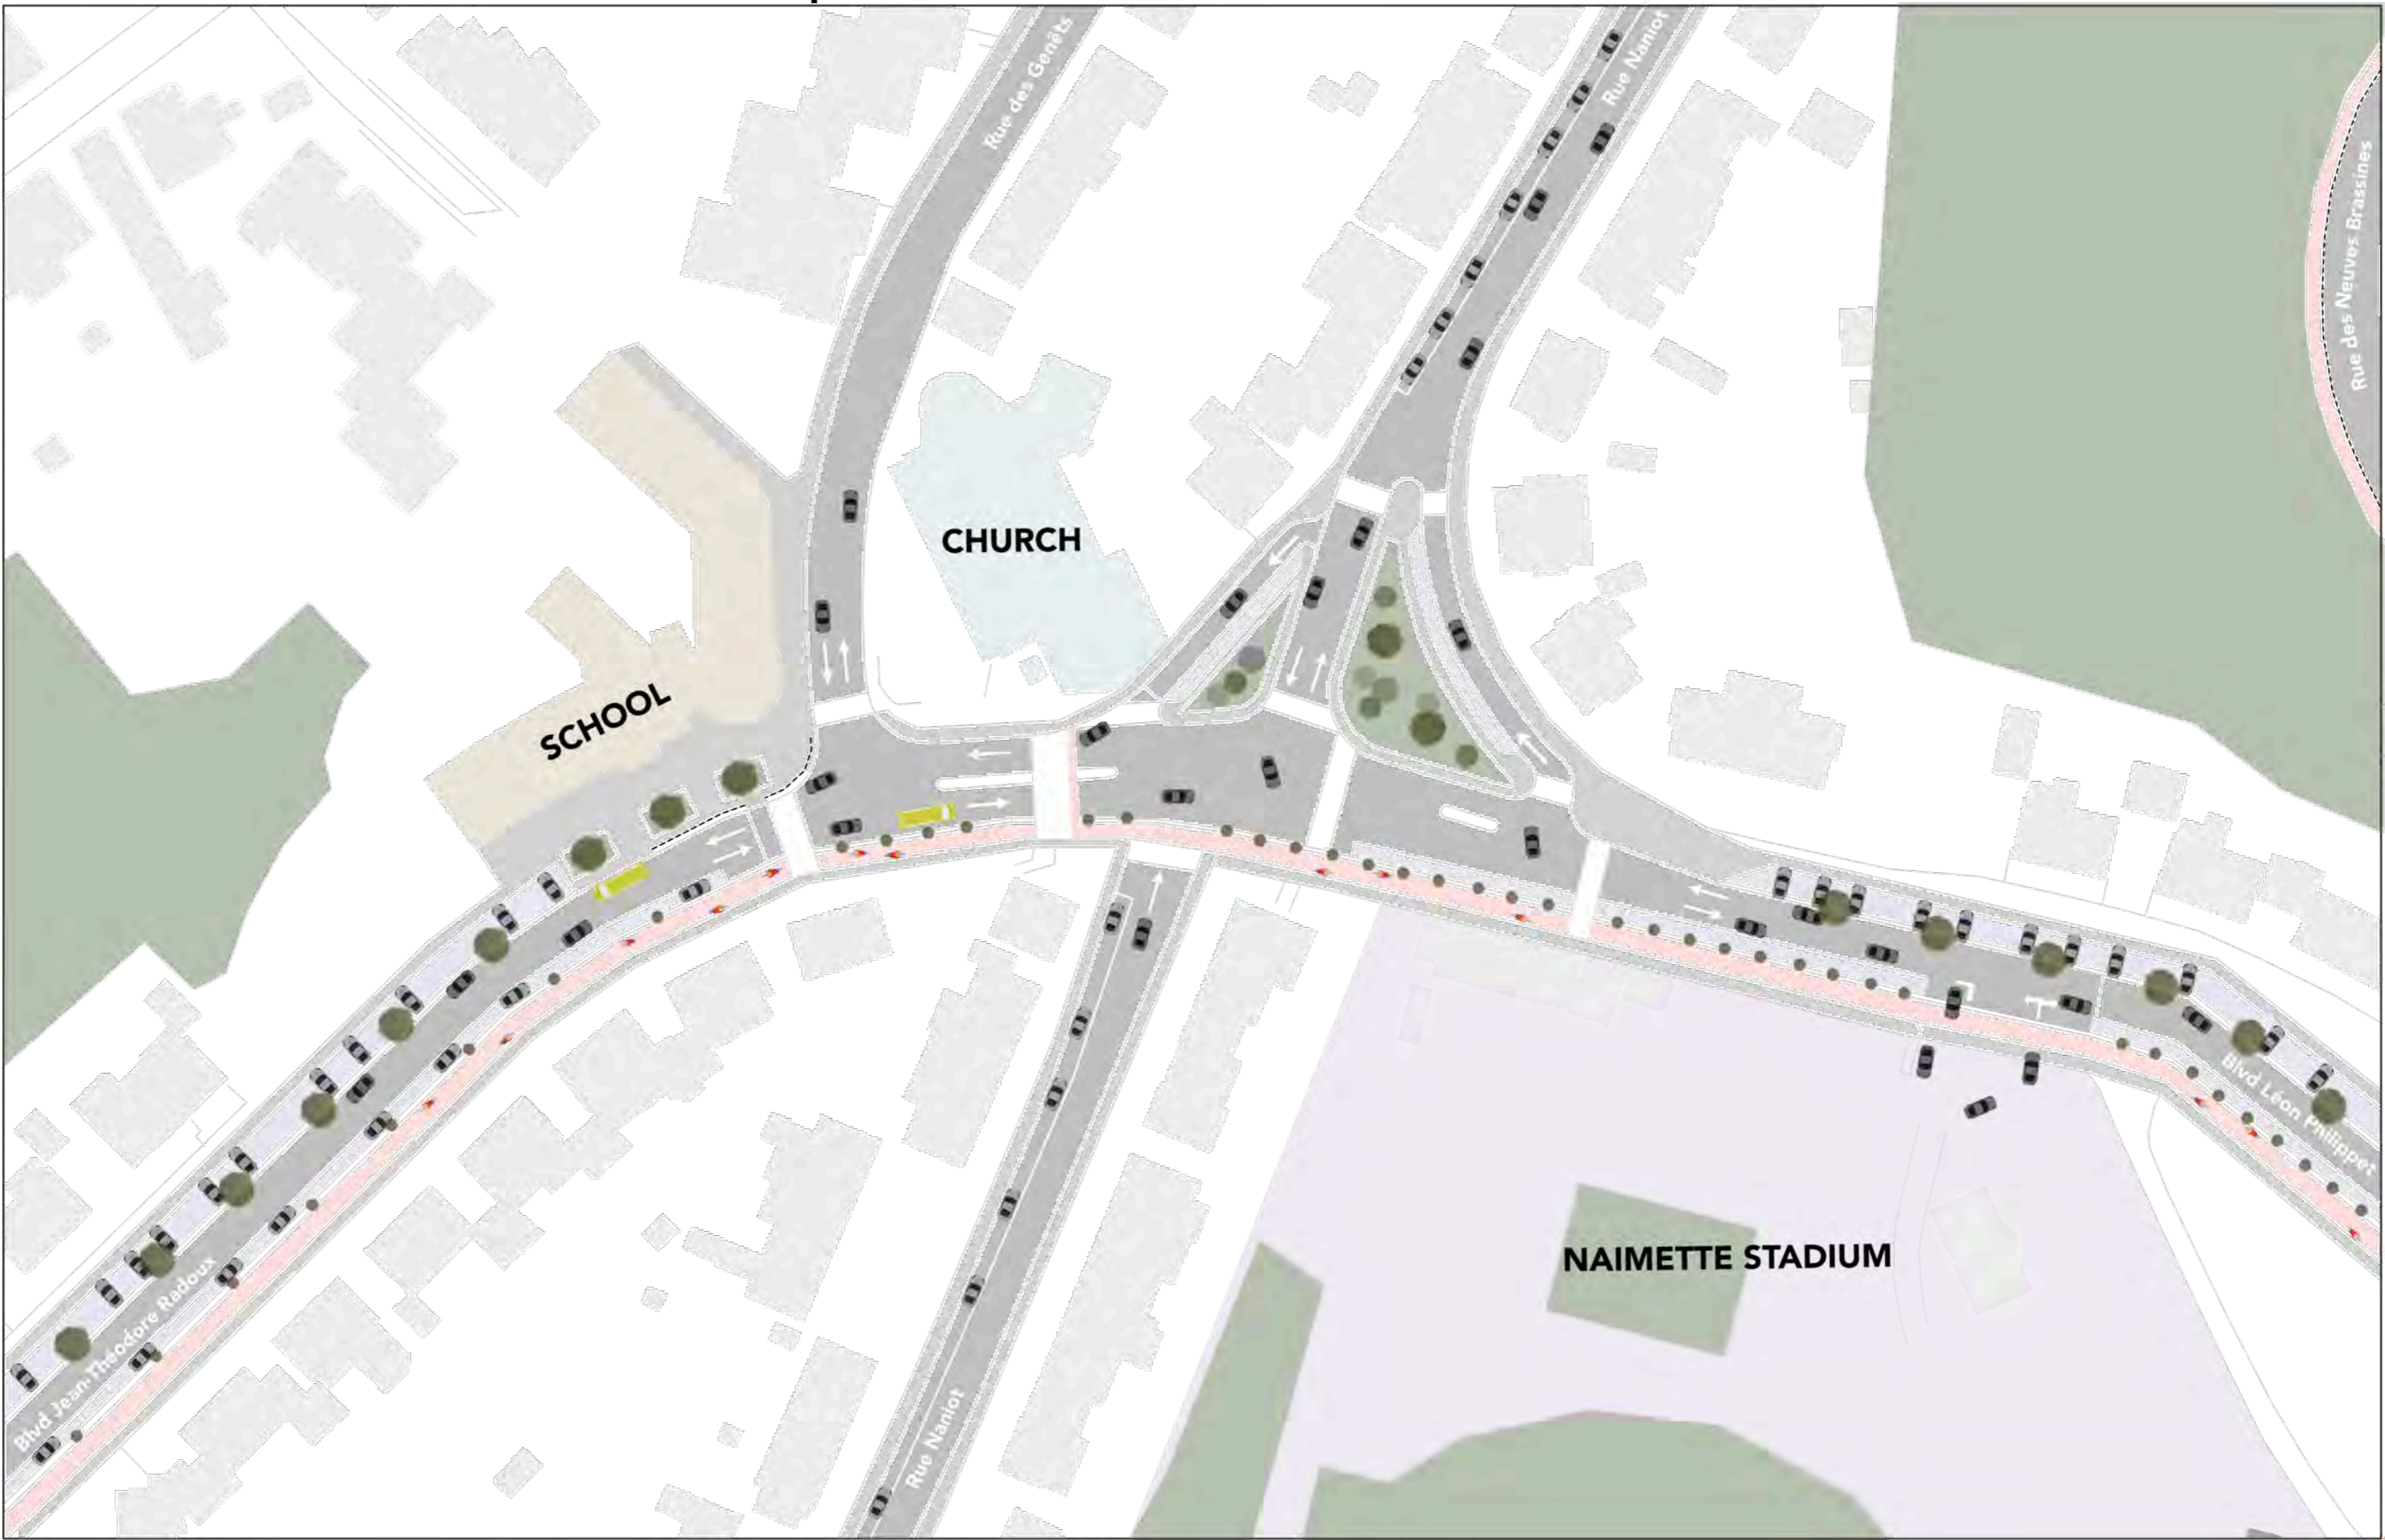 Rue des Genêts
Rue Naniot
Rue des Neuves Brassines
CHURCH
SCHOOL
Blvd Léon Philippet
NAIMETTE STADIUM
Blvd Jean-Théodore Radoux
Rue Naniot